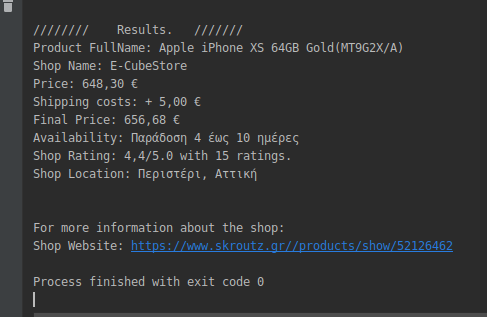 ////////    Results.   ///////
Product FullName: Apple iPhone XS 64GB Gold(MT9G2X/A)
Shop Name: E-CubeStore
Price: 648,30 €
Shipping costs: + 5,00 €
Final Price: 656,68 €
Availability: Παράδοση 4 έως 10 ημέρες
Shop Rating: 4,4/5.0 with 15 ratings.
Shop Location: Περιστέρι, Αττική
For more information about the shop:
Shop Website: https://www.skroutz.gr//products/show/52126462
Process finished with exit code 0